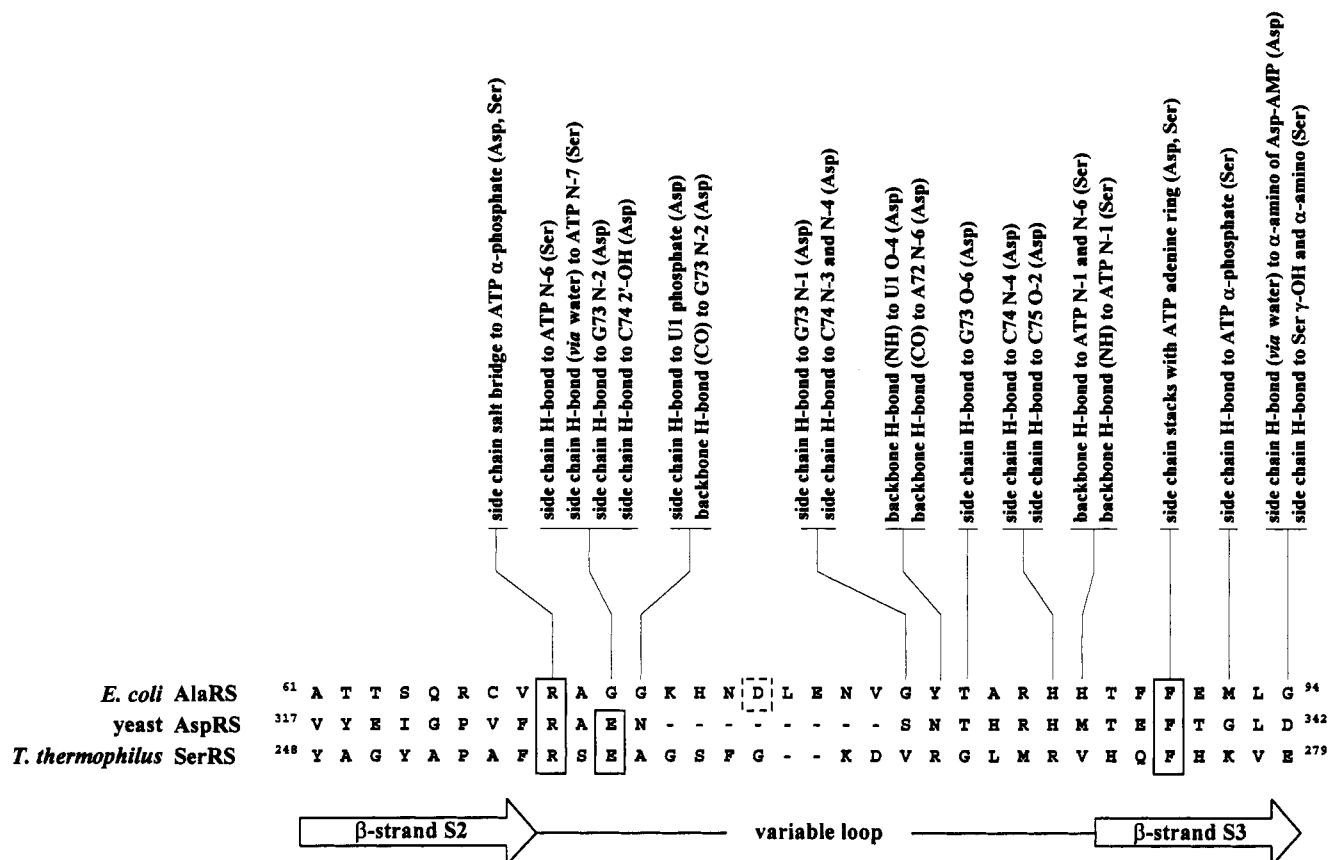 side chain salt bridge to ATP α-phosphate (Asp, Ser)
side chain H-bond to ATP N-6 (Ser)
side chain H-bond (via water) to ATP N-7 (Ser)
side chain H-bond to G73 N-2 (Asp)
side chain H-bond to C74 2'-OH (Asp)
side chain H-bond to U1 phosphate (Asp)
backbone H-bond (CO) to G73 N-2 (Asp)
side chain H-bond to G73 N-1 (Asp)
side chain H-bond to C74 N-3 and N-4 (Asp)
backbone H-bond (NH) to U1 O-4 (Asp)
backbone H-bond (CO) to A72 N-6 (Asp)
side chain H-bond to G73 O-6 (Asp)
side chain H-bond to C74 N-4 (Asp)
side chain H-bond to C75 O-2 (Asp)
backbone H-bond to ATP N-1 and N-6 (Ser)
backbone H-bond (NH) to ATP N-1 (Ser)
side chain stacks with ATP adenine ring (Asp, Ser)
side chain H-bond to ATP α-phosphate (Ser)
side chain H-bond (via water) to α-amino of Asp-AMP (Asp)
side chain H-bond to Ser γ-OH and α-amino (Ser)
E. coli AlaRS 61 A T T S Q R C V R A G G K H N D L E N V G Y T A R H H T F F E M L G 94
yeast AspRS 317 V Y E I G P V F R A E N - - - - - - - - S N T H R H M T E F T G L D 342
T. thermophilus SerRS 248 Y A G Y A P A F R S E A G S F G - - K D V R G L M R V H Q F H K V E 279
β-strand S2 variable loop β-strand S3